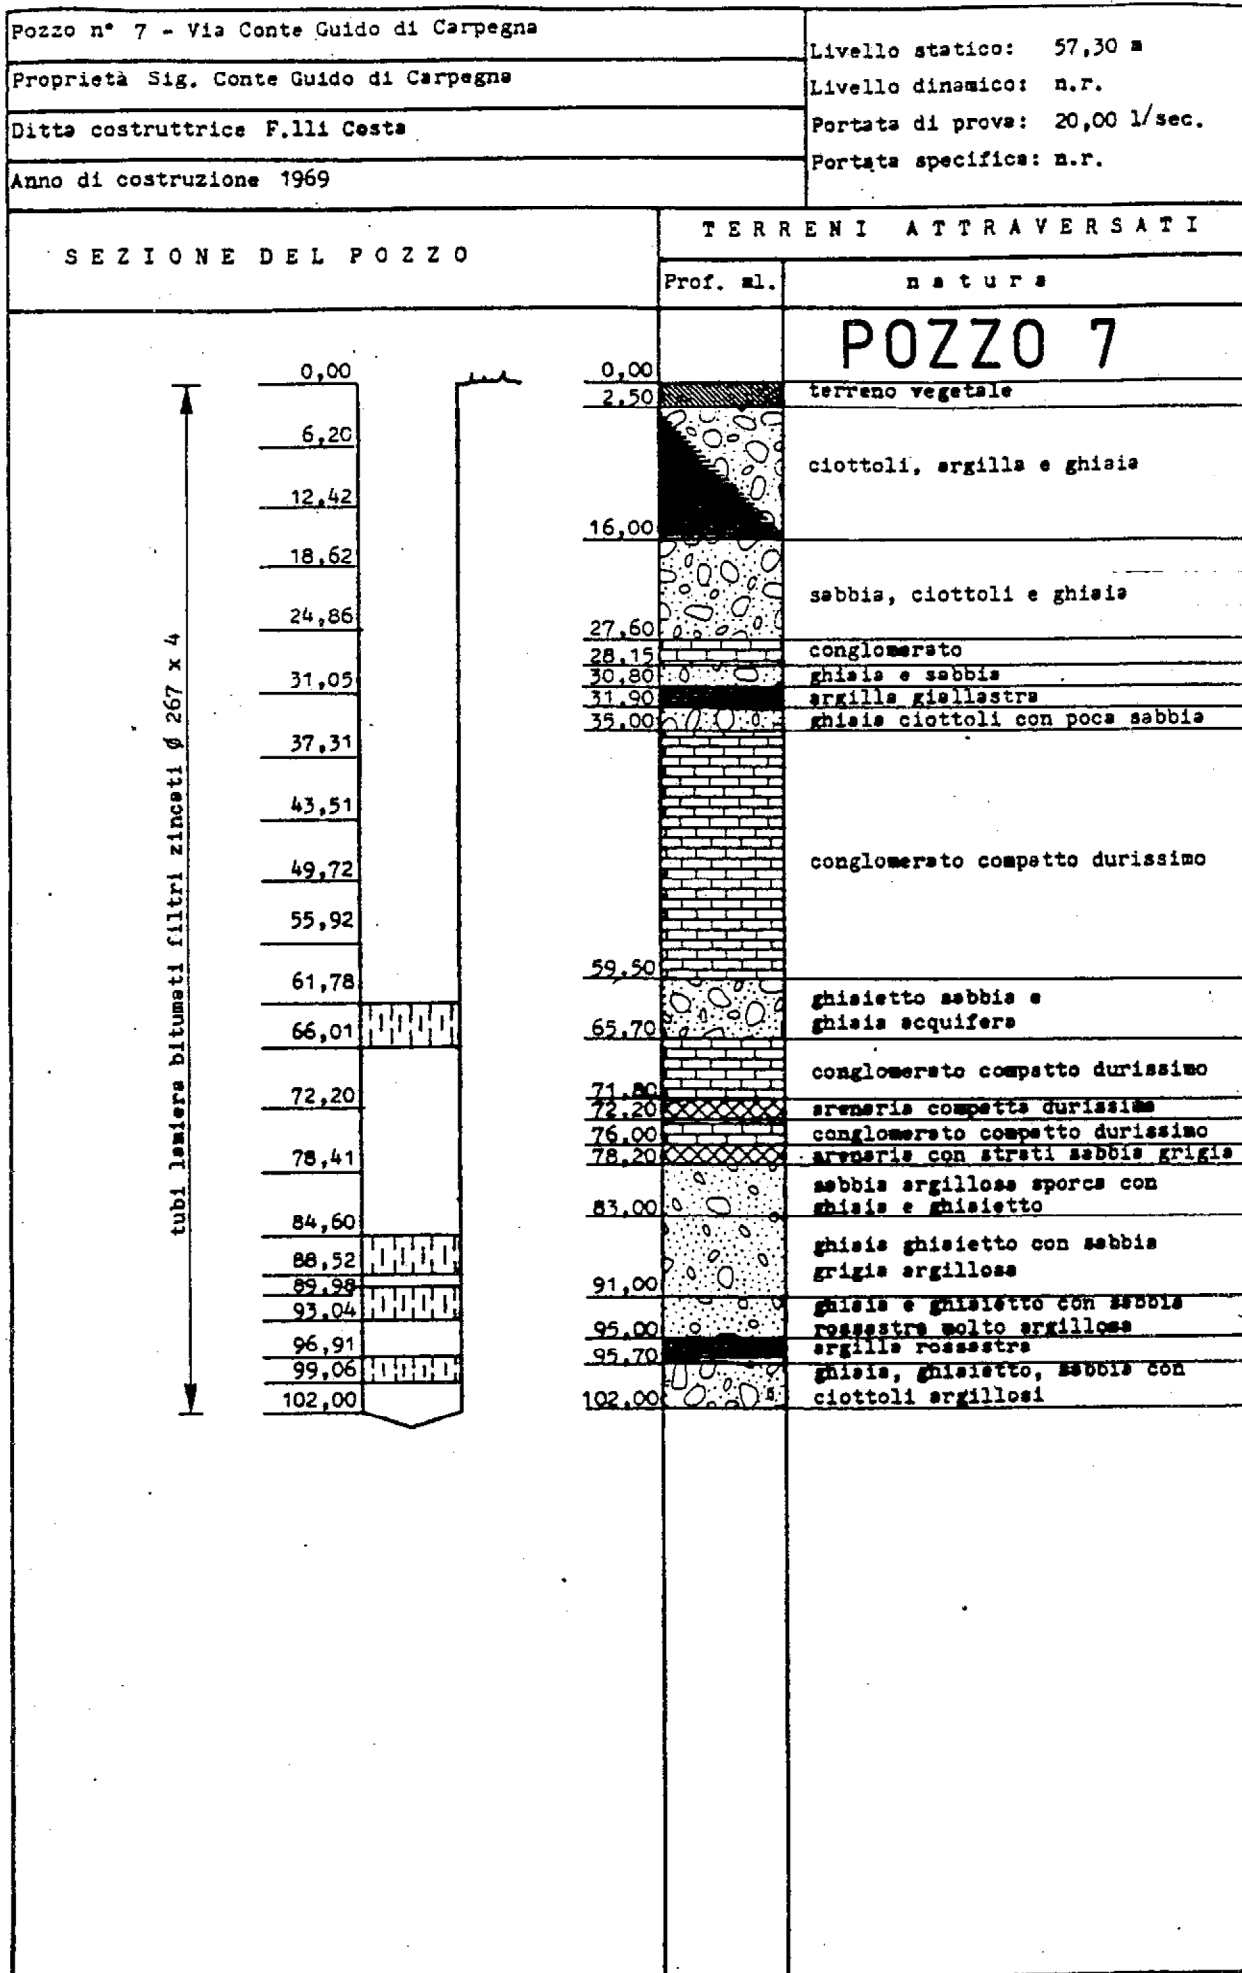 Pozzo n° 7 - Via Conte Guido di Carpegna
Proprietà Sig. Conte Guido di Carpegna
Ditta costruttrice F.lli Costa
Anno di costruzione 1969
Livello statico: 57,30 m
Livello dinamico: n.r.
Portata di prova: 20,00 l/sec.
Portata specifica: n.r.
SEZIONE DEL POZZO
TERRENI ATTRAVERSATI
Prof. ml.
natura
POZZO 7
tubi lamiera bitumati filtri zincati ø 267 x 4
0,00
6,20
12,42
18,62
24,86
31,05
37,31
43,51
49,72
55,92
61,78
66,01
72,20
78,41
84,60
88,52
89,98
93,04
96,91
99,06
102,00
0,00
2,50 terreno vegetale
ciottoli, argilla e ghiaia
16,00
sabbia, ciottoli e ghiaia
27,60
28,15 conglomerato
30,80 ghiaia e sabbia
31,90 argilla giallastra
35,00 ghiaia ciottoli con poca sabbia
conglomerato compatto durissimo
59,50
ghiaietto sabbia e
65,70 ghiaia acquifera
conglomerato compatto durissimo
71,80
72,20 arenaria compatta durissima
76,00 conglomerato compatto durissimo
78,20 arenaria con strati sabbia grigia
sabbia argillosa sporca con
83,00 ghiaia e ghiaietto
ghiaia ghiaietto con sabbia
91,00 grigia argillosa
ghiaia e ghiaietto con sabbia
95,00 rossastra molto argillosa
95,70 argilla rossastra
ghiaia, ghiaietto, sabbia con
102,00 ciottoli argillosi